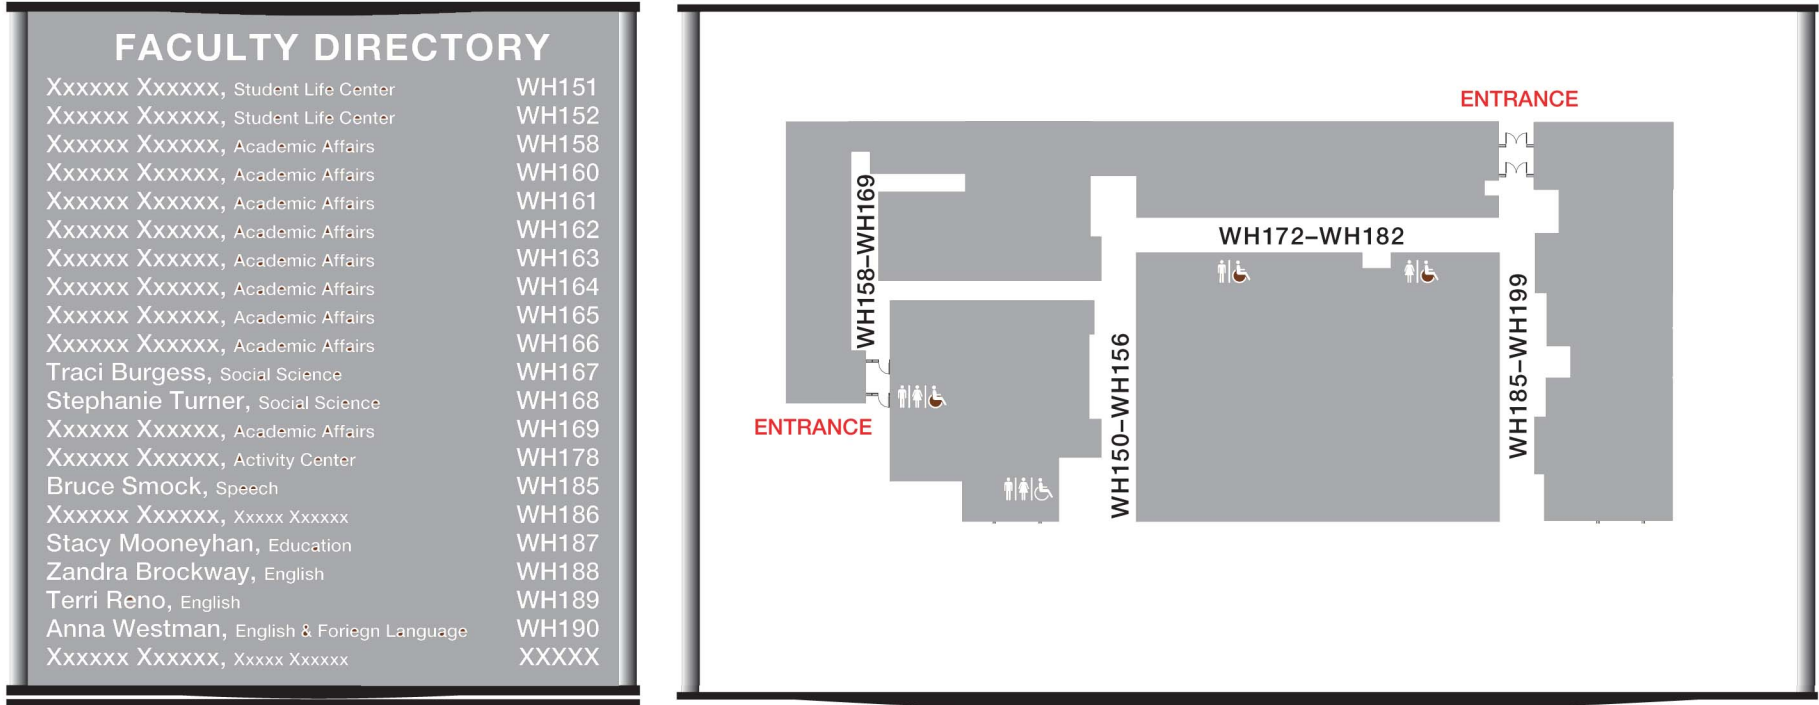 FACULTY DIRECTORY
Xxxxxx Xxxxxx, Student Life Center WH151
Xxxxxx Xxxxxx, Student Life Center WH152
Xxxxxx Xxxxxx, Academic Affairs WH158
Xxxxxx Xxxxxx, Academic Affairs WH160
Xxxxxx Xxxxxx, Academic Affairs WH161
Xxxxxx Xxxxxx, Academic Affairs WH162
Xxxxxx Xxxxxx, Academic Affairs WH163
Xxxxxx Xxxxxx, Academic Affairs WH164
Xxxxxx Xxxxxx, Academic Affairs WH165
Xxxxxx Xxxxxx, Academic Affairs WH166
Traci Burgess, Social Science WH167
Stephanie Turner, Social Science WH168
Xxxxxx Xxxxxx, Academic Affairs WH169
Xxxxxx Xxxxxx, Activity Center WH178
Bruce Smock, Speech WH185
Xxxxxx Xxxxxx, Xxxxx Xxxxxx WH186
Stacy Mooneyhan, Education WH187
Zandra Brockway, English WH188
Terri Reno, English WH189
Anna Westman, English & Foriegn Language WH190
Xxxxxx Xxxxxx, Xxxxx Xxxxxx XXXXX
ENTRANCE
WH158–WH169
WH172–WH182
WH150–WH156
WH185–WH199
ENTRANCE